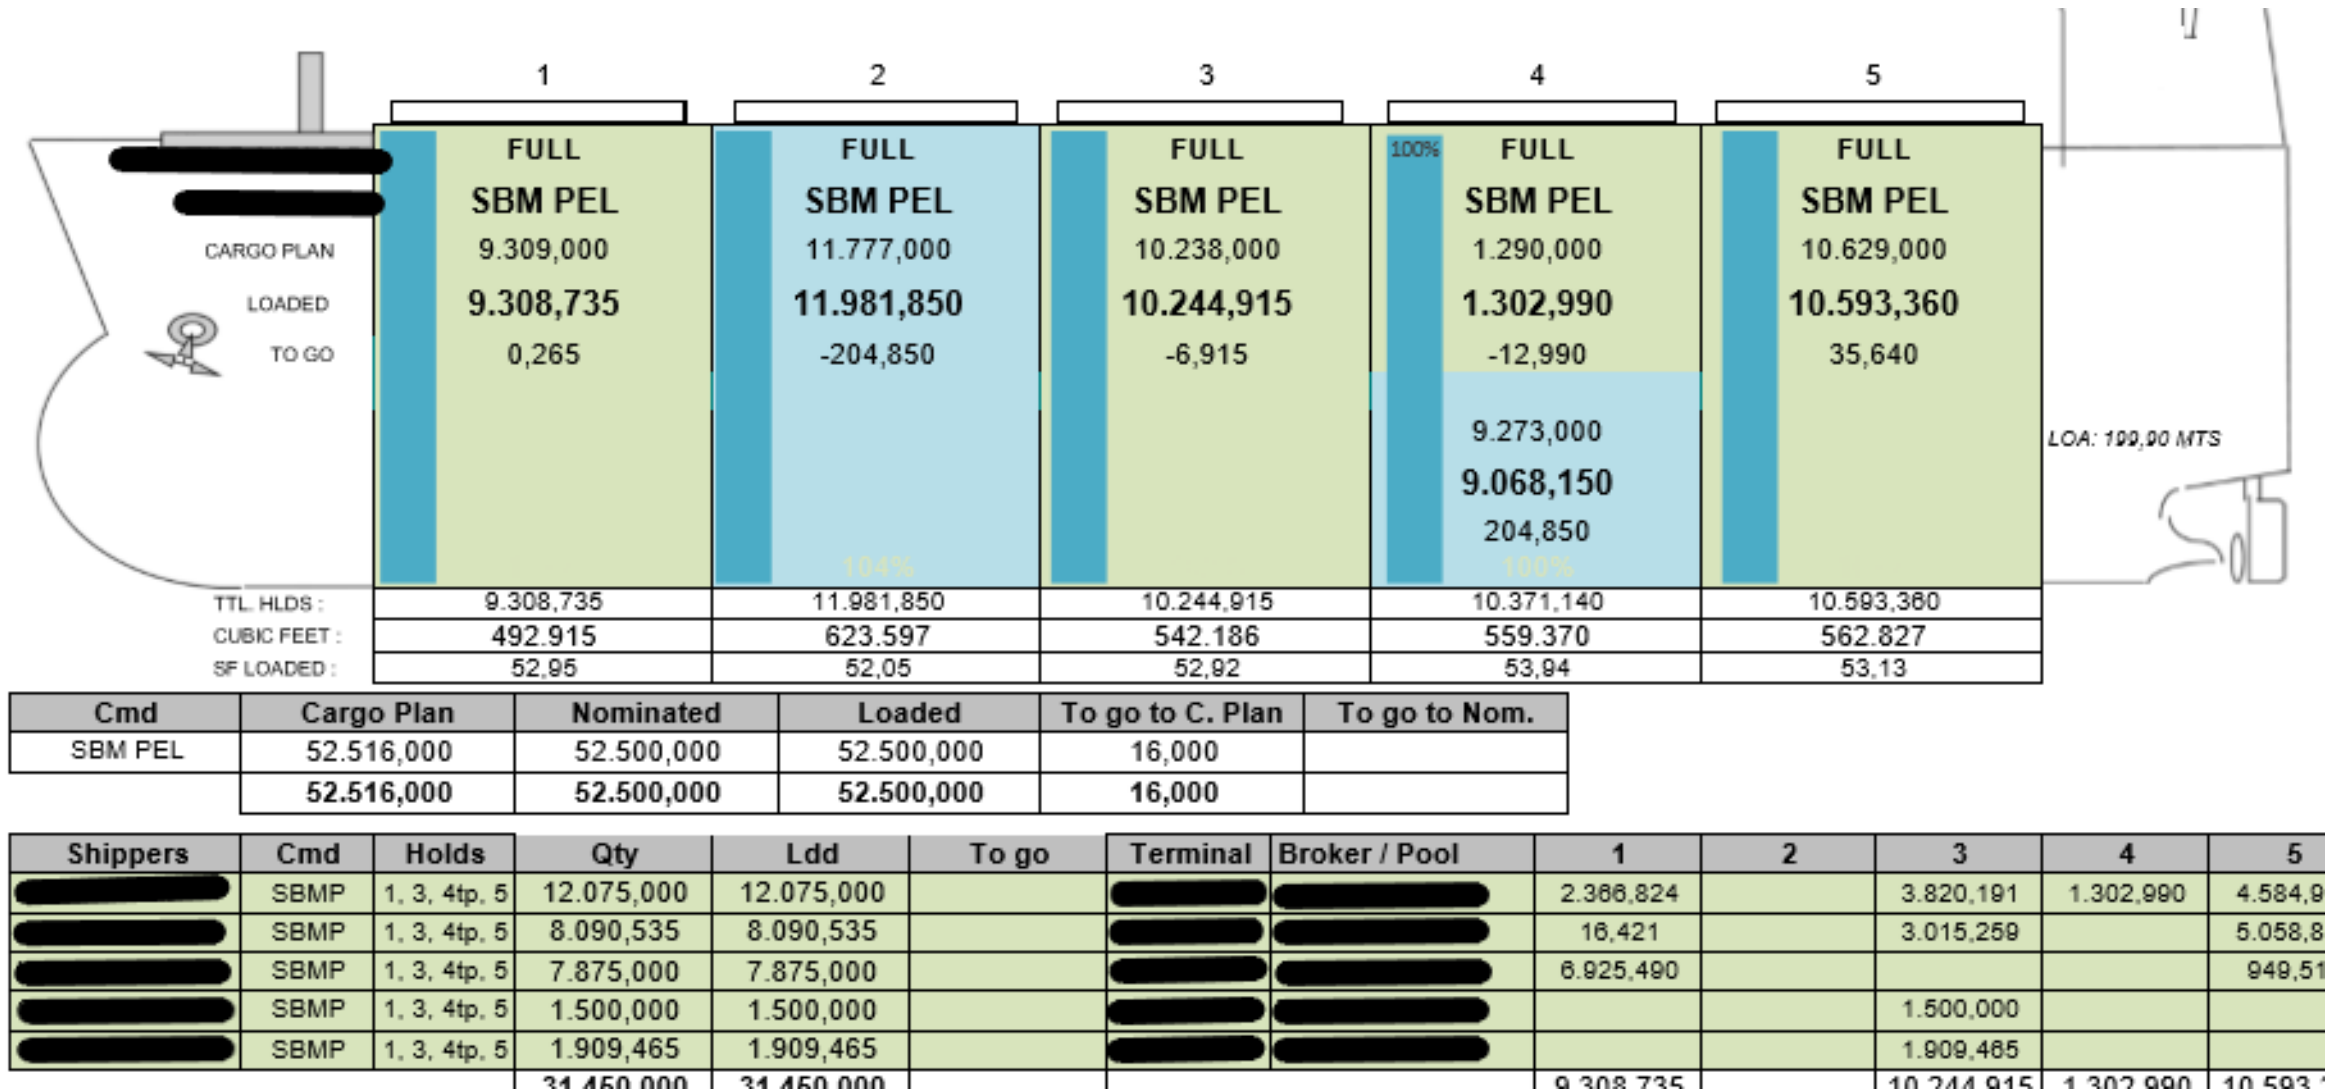 1 2 3 4 5
FULL FULL FULL 100% FULL FULL
SBM PEL SBM PEL SBM PEL SBM PEL SBM PEL
CARGO PLAN 9.309,000 11.777,000 10.238,000 1.290,000 10.629,000
LOADED 9.308,735 11.981,850 10.244,915 1.302,990 10.593,360
TO GO 0,265 -204,850 -6,915 -12,990 35,640
9.273,000
LOA: 199,90 MTS
9.068,150
204,850
104% 100%
TTL. HLDS : 9.308,735 11.981,850 10.244,915 10.371,140 10.593,360
CUBIC FEET : 492.915 623.597 542.186 559.370 562.827
SF LOADED : 52,95 52,05 52,92 53,94 53,13
Cmd Cargo Plan Nominated Loaded To go to C. Plan To go to Nom.
SBM PEL 52.516,000 52.500,000 52.500,000 16,000
52.516,000 52.500,000 52.500,000 16,000
Shippers Cmd Holds Qty Ldd To go Terminal Broker / Pool 1 2 3 4 5
SBMP 1, 3, 4tp, 5 12.075,000 12.075,000 2.366,824 3.820,191 1.302,990 4.584,9
SBMP 1, 3, 4tp, 5 8.090,535 8.090,535 16,421 3.015,259 5.058,8
SBMP 1, 3, 4tp, 5 7.875,000 7.875,000 6.925,490 949,51
SBMP 1, 3, 4tp, 5 1.500,000 1.500,000 1.500,000
SBMP 1, 3, 4tp, 5 1.909,465 1.909,465 1.909,465
31.450,000 31.450,000 9.308,735 10.244,915 1.302,990